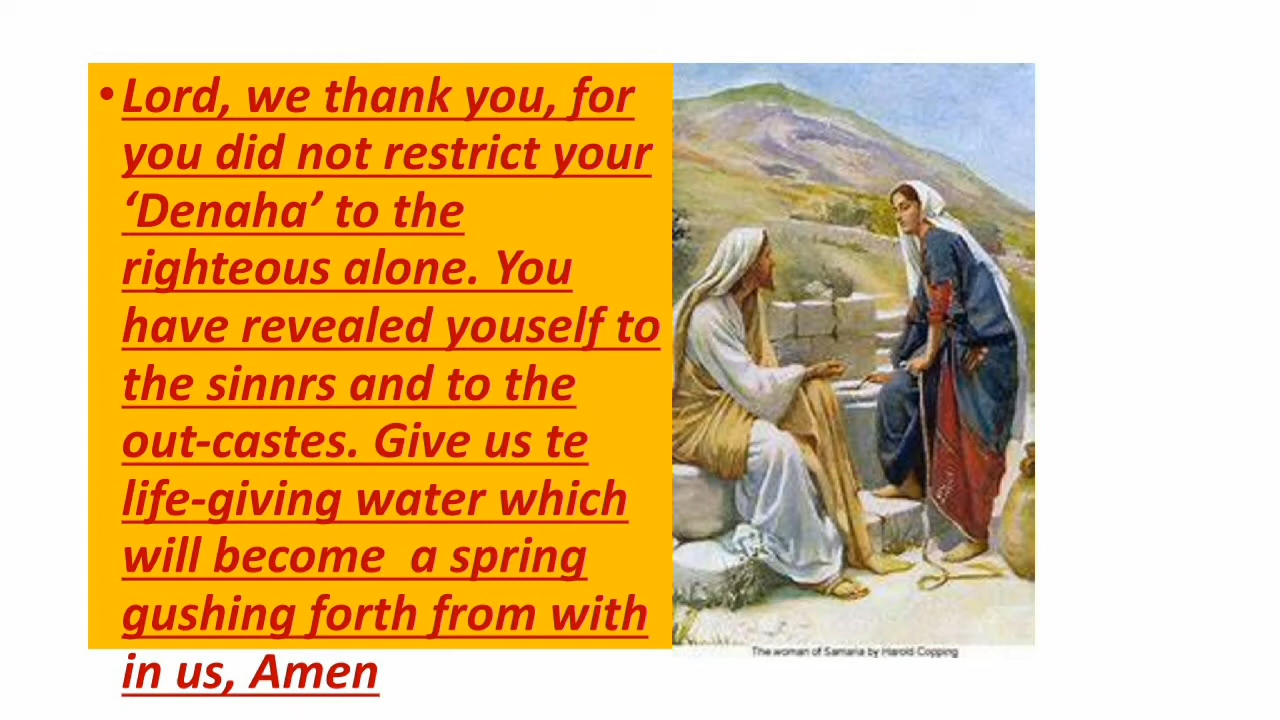 •Lord, we thank you, for
you did not restrict your
‘Denaha’ to the
righteous alone. You
have revealed youself to
the sinnrs and to the
out-castes. Give us te
life-giving water which
will become  a spring
gushing forth from with
in us, Amen
The woman of Samaria by Harold Copping